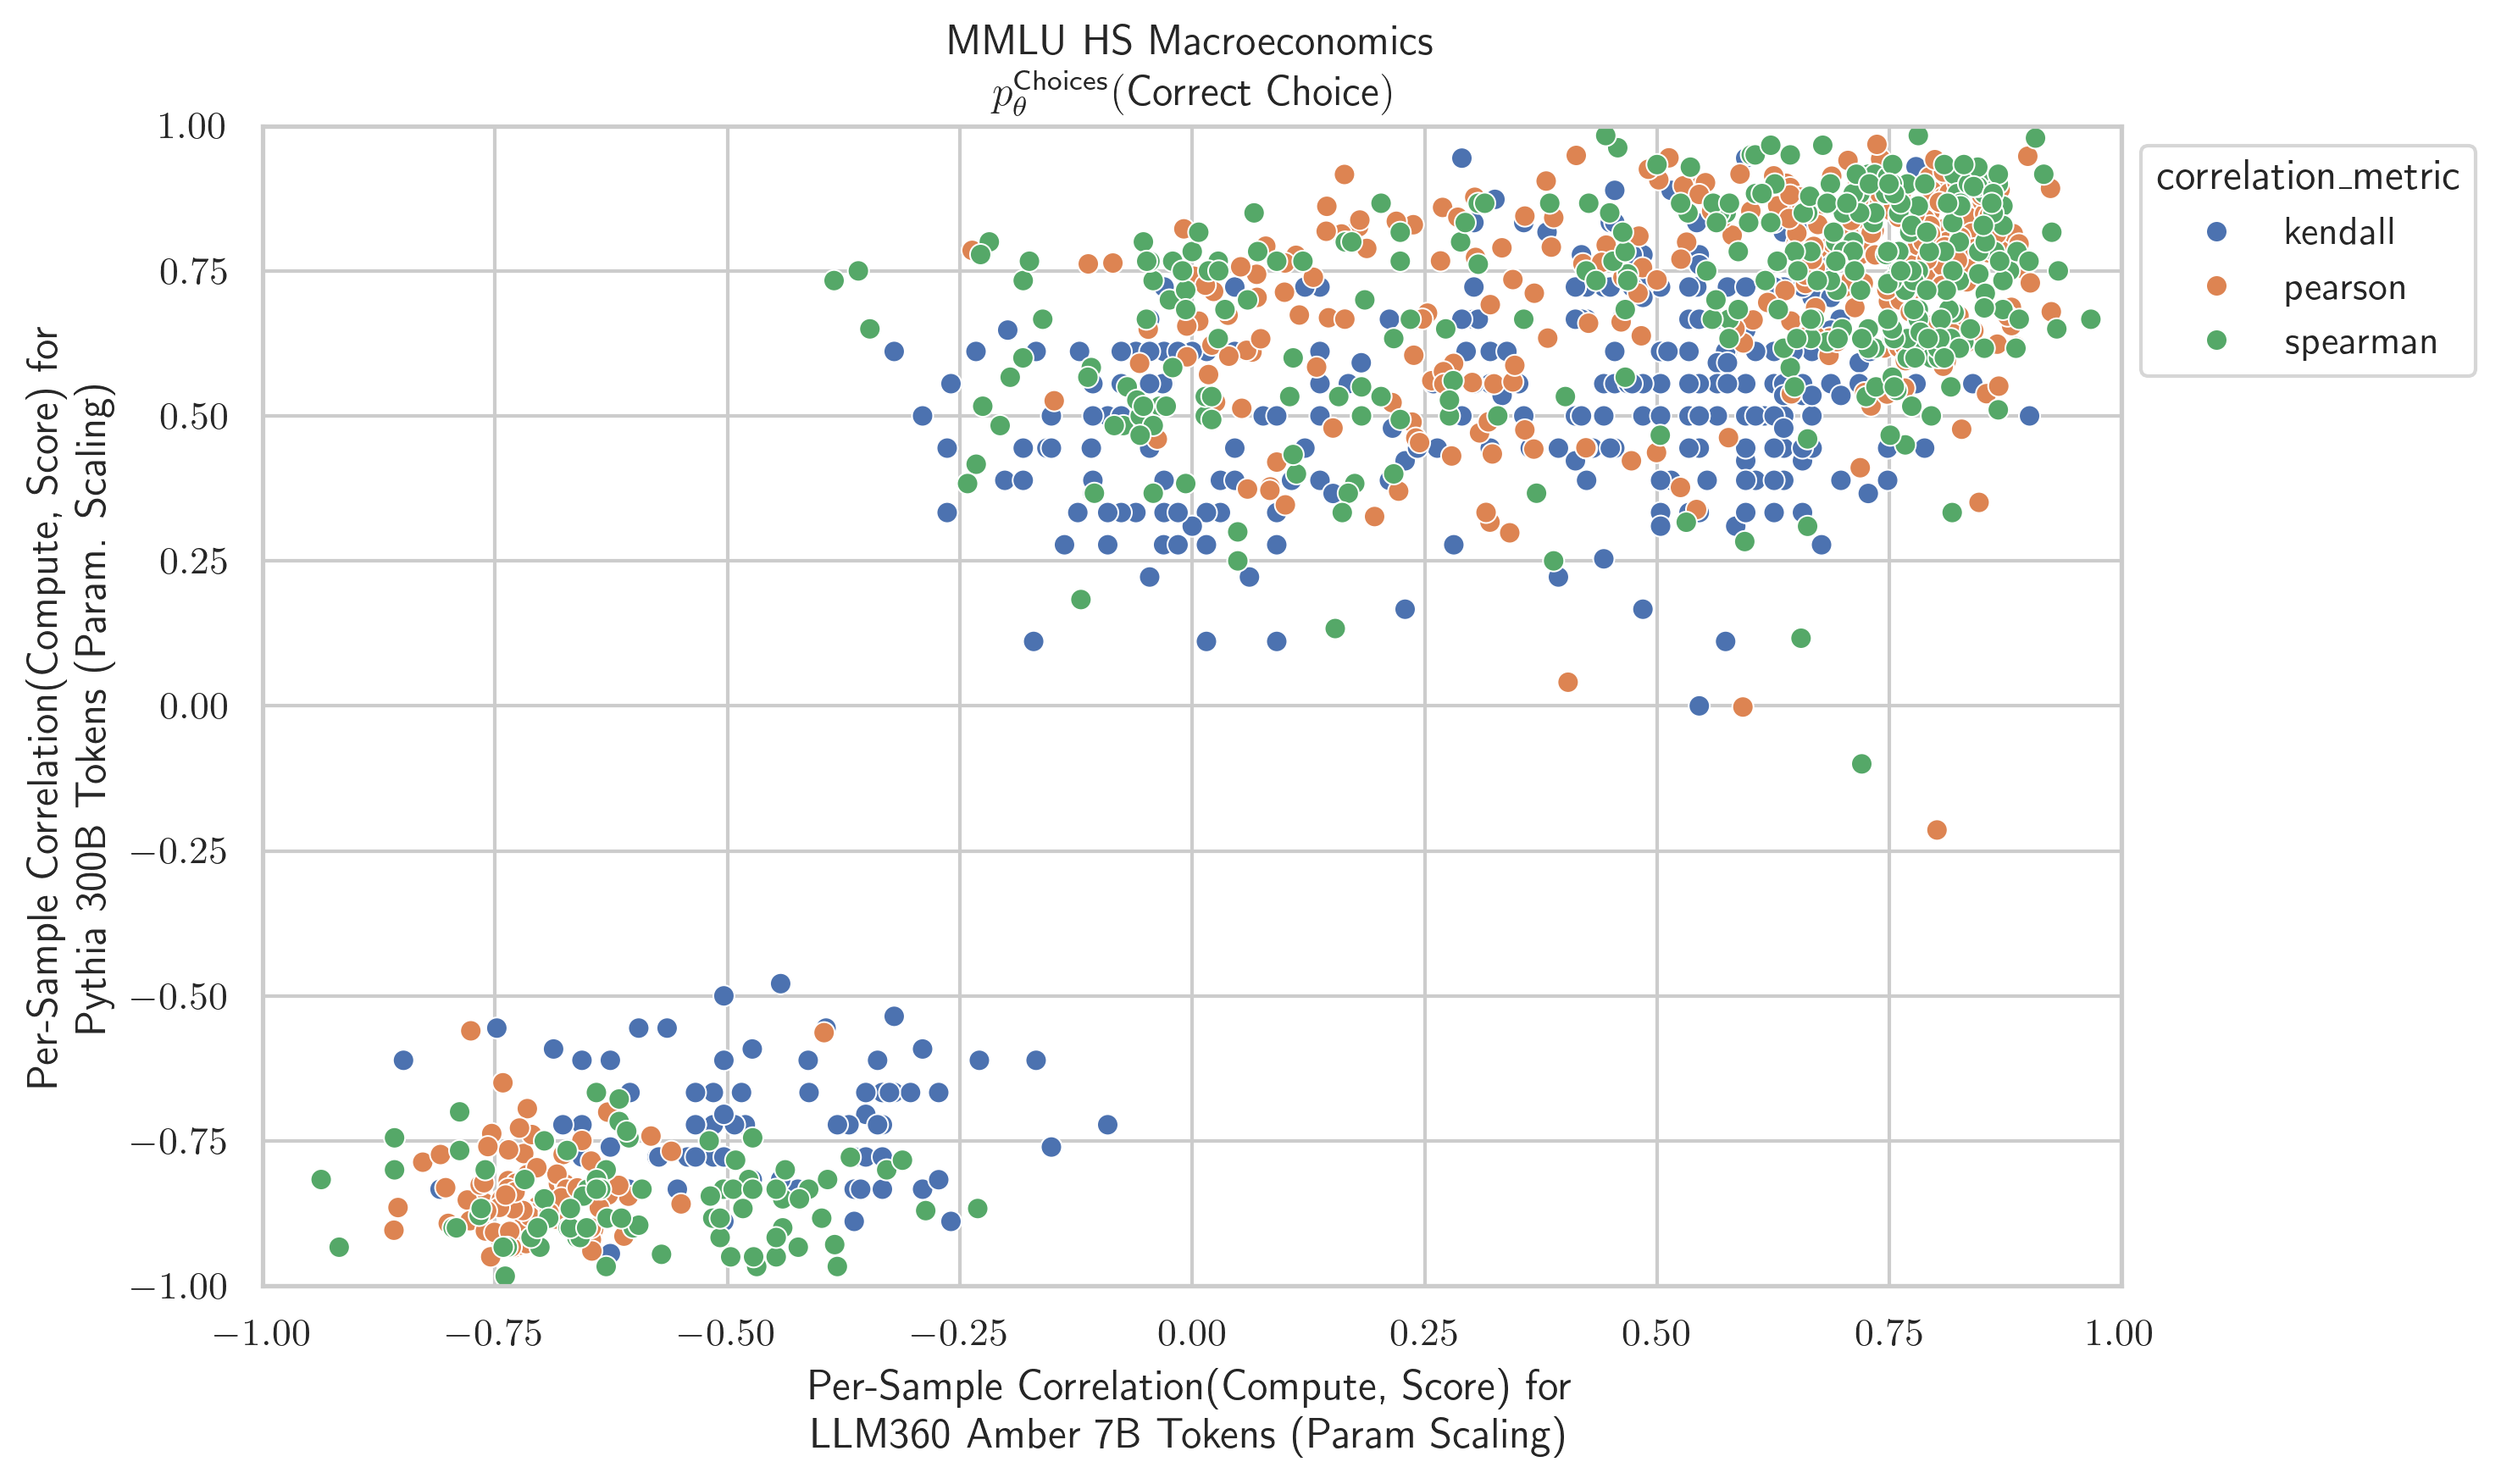 MMLU HS Macroeconomics
p_θ^Choices(Correct Choice)
Per-Sample Correlation(Compute, Score) for
Pythia 300B Tokens (Param. Scaling)
1.00
0.75
0.50
0.25
0.00
−0.25
−0.50
−0.75
−1.00
correlation_metric
kendall
pearson
spearman
−1.00
−0.75
−0.50
−0.25
0.00
0.25
0.50
0.75
1.00
Per-Sample Correlation(Compute, Score) for
LLM360 Amber 7B Tokens (Param Scaling)